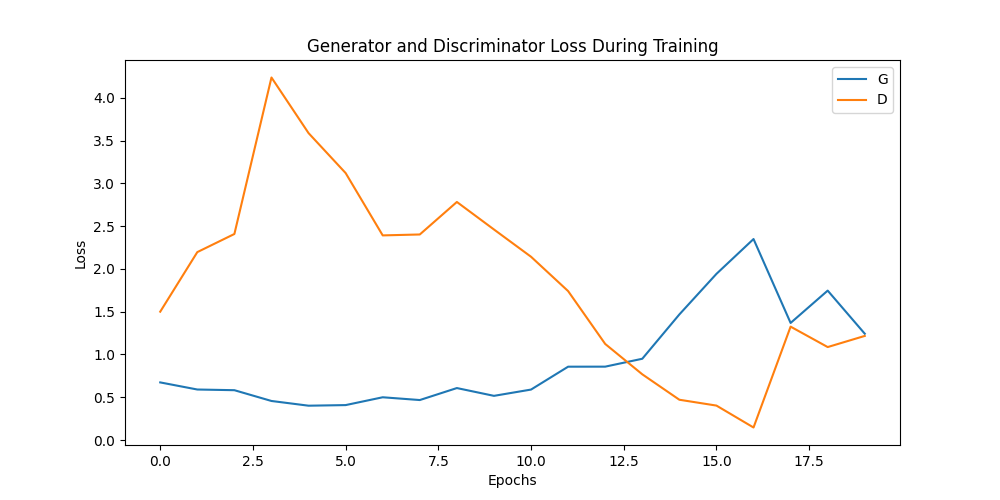 Generator and Discriminator Loss During Training
G
D
4.0
3.5
3.0
2.5
2.0
1.5
1.0
0.5
0.0
Loss
0.0 2.5 5.0 7.5 10.0 12.5 15.0 17.5
Epochs